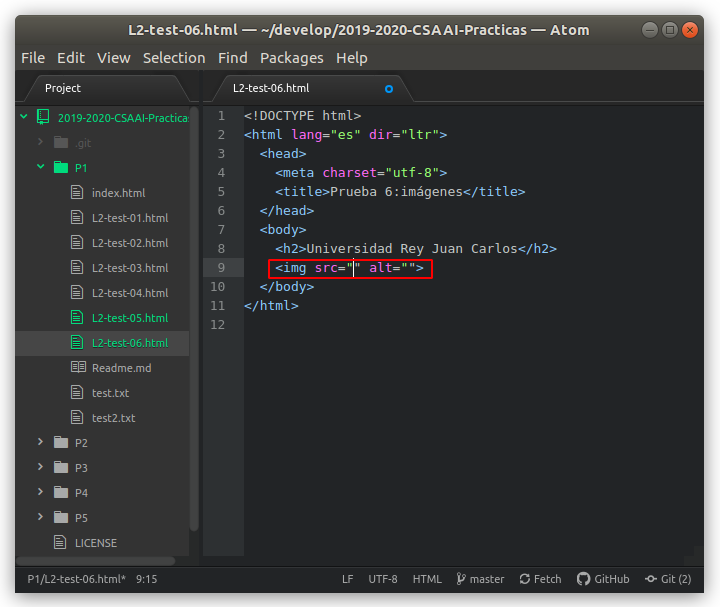 L2-test-06.html — ~/develop/2019-2020-CSAAI-Practicas — Atom
File Edit View Selection Find Packages Help
Project
2019-2020-CSAAI-Practicas
.git
P1
index.html
L2-test-01.html
L2-test-02.html
L2-test-03.html
L2-test-04.html
L2-test-05.html
L2-test-06.html
Readme.md
test.txt
test2.txt
P2
P3
P4
P5
LICENSE
L2-test-06.html
1 <!DOCTYPE html>
2 <html lang="es" dir="ltr">
3 <head>
4 <meta charset="utf-8">
5 <title>Prueba 6:imágenes</title>
6 </head>
7 <body>
8 <h2>Universidad Rey Juan Carlos</h2>
9 <img src="" alt="">
10 </body>
11 </html>
12
P1/L2-test-06.html* 9:15 LF UTF-8 HTML master Fetch GitHub Git (2)